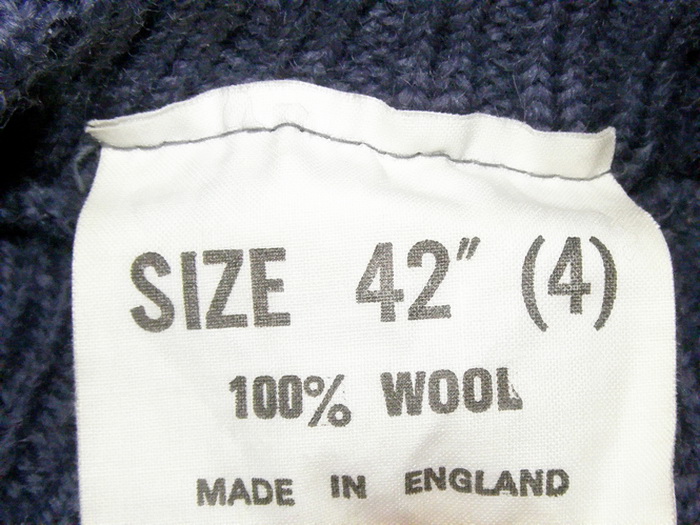 SIZE 42" (4)
100% WOOL
MADE IN ENGLAND